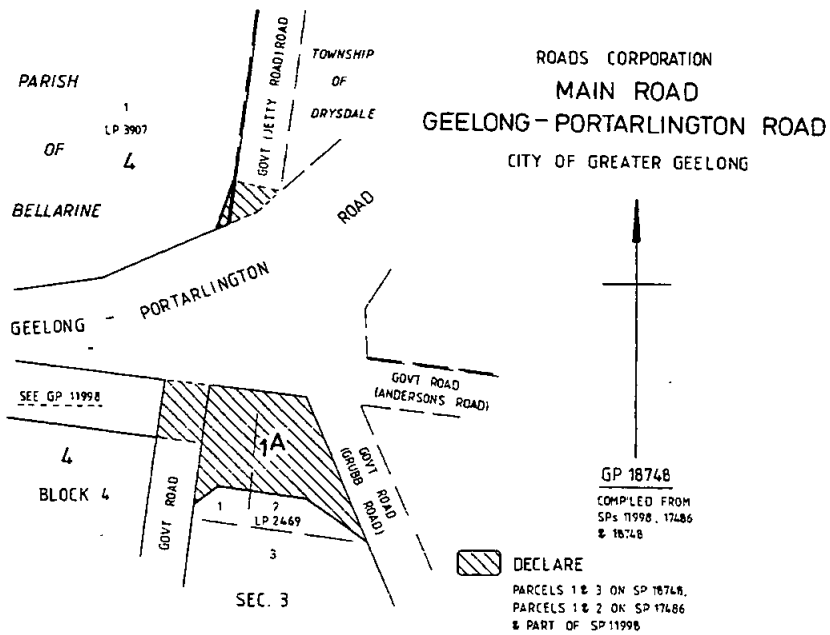 ROADS CORPORATION
MAIN ROAD
GEELONG - PORTARLINGTON ROAD
CITY OF GREATER GEELONG
PARISH
1
LP 3907
OF
4
BELLARINE
GOVT (JETTY ROAD) ROAD
TOWNSHIP
OF
DRYSDALE
GEELONG - PORTARLINGTON ROAD
GOVT ROAD
(ANDERSONS ROAD)
SEE GP 11998
4
BLOCK 4
GOVT ROAD
1A
GOVT ROAD
(GRUBB ROAD)
1
2
LP 2469
3
SEC. 3
GP 18748
COMPILED FROM
SPs 11998, 17486
& 18748
DECLARE
PARCELS 1 & 3 ON SP 18748,
PARCELS 1 & 2 ON SP 17486
& PART OF SP 11998